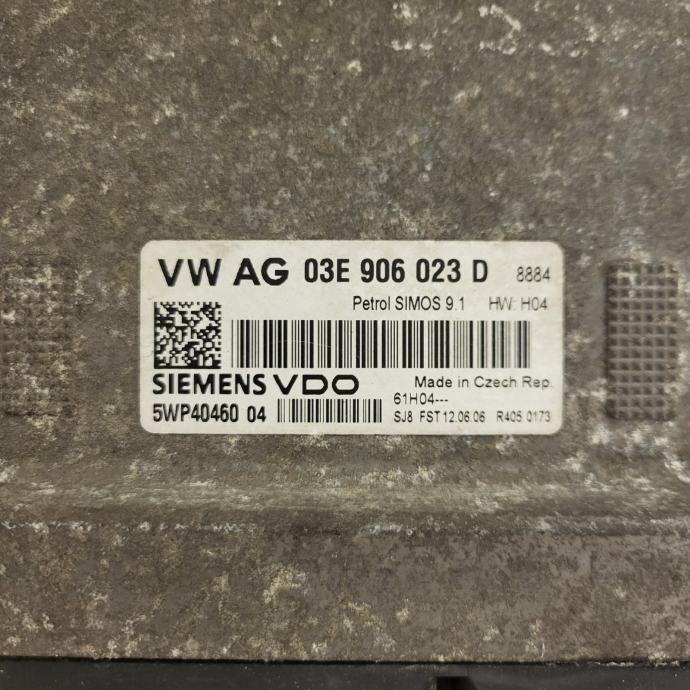 VW AG 03E 906 023 D 8884
Petrol SIMOS 9.1 HW: H04
SIEMENS VDO Made in Czech Rep.
5WP40460 04 61H04---
SJ8 FST 12.06.06 R405 0173